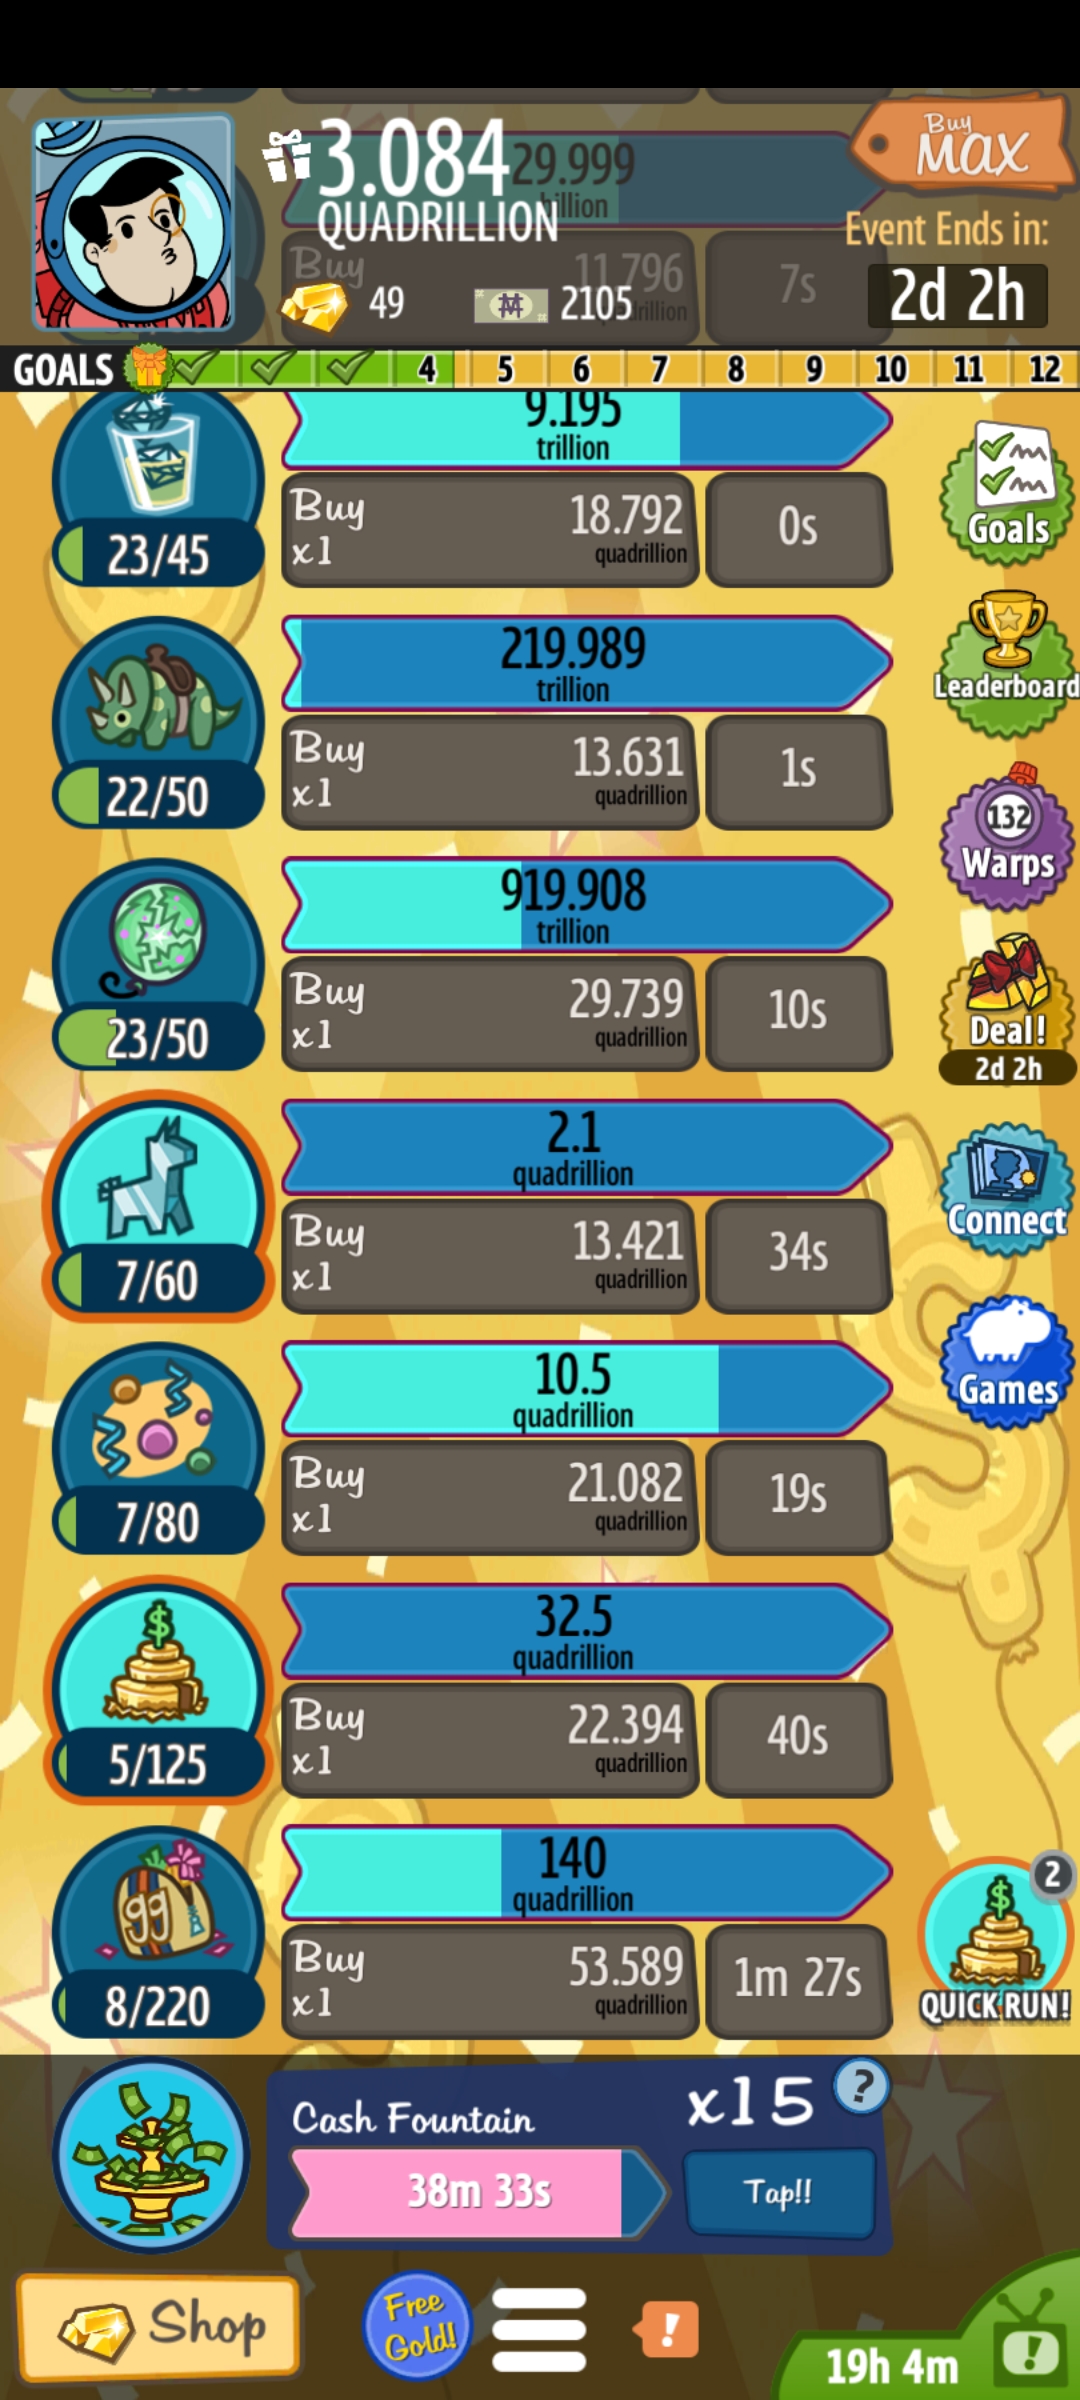 Buy
MAX
3.084
29.999
QUADRILLION
Event Ends in:
Buy
11.796
7s
49
2105
2d 2h
GOALS 4 5 6 7 8 9 10 11 12
9.195
trillion
Buy
x1
18.792
quadrillion
0s
23/45
Goals
219.989
trillion
Leaderboard
Buy
x1
13.631
quadrillion
1s
22/50
132
Warps
919.908
trillion
Buy
x1
29.739
quadrillion
10s
23/50
Deal!
2d 2h
2.1
quadrillion
Buy
x1
13.421
quadrillion
34s
7/60
Connect
10.5
quadrillion
Games
Buy
x1
21.082
quadrillion
19s
7/80
32.5
quadrillion
$
Buy
x1
22.394
quadrillion
40s
5/125
140
quadrillion
gg
Buy
x1
53.589
quadrillion
1m 27s
8/220
2
$
QUICK RUN!
Cash Fountain
x15
?
38m 33s
Tap!!
Shop
Free
Gold!
!
19h 4m
!